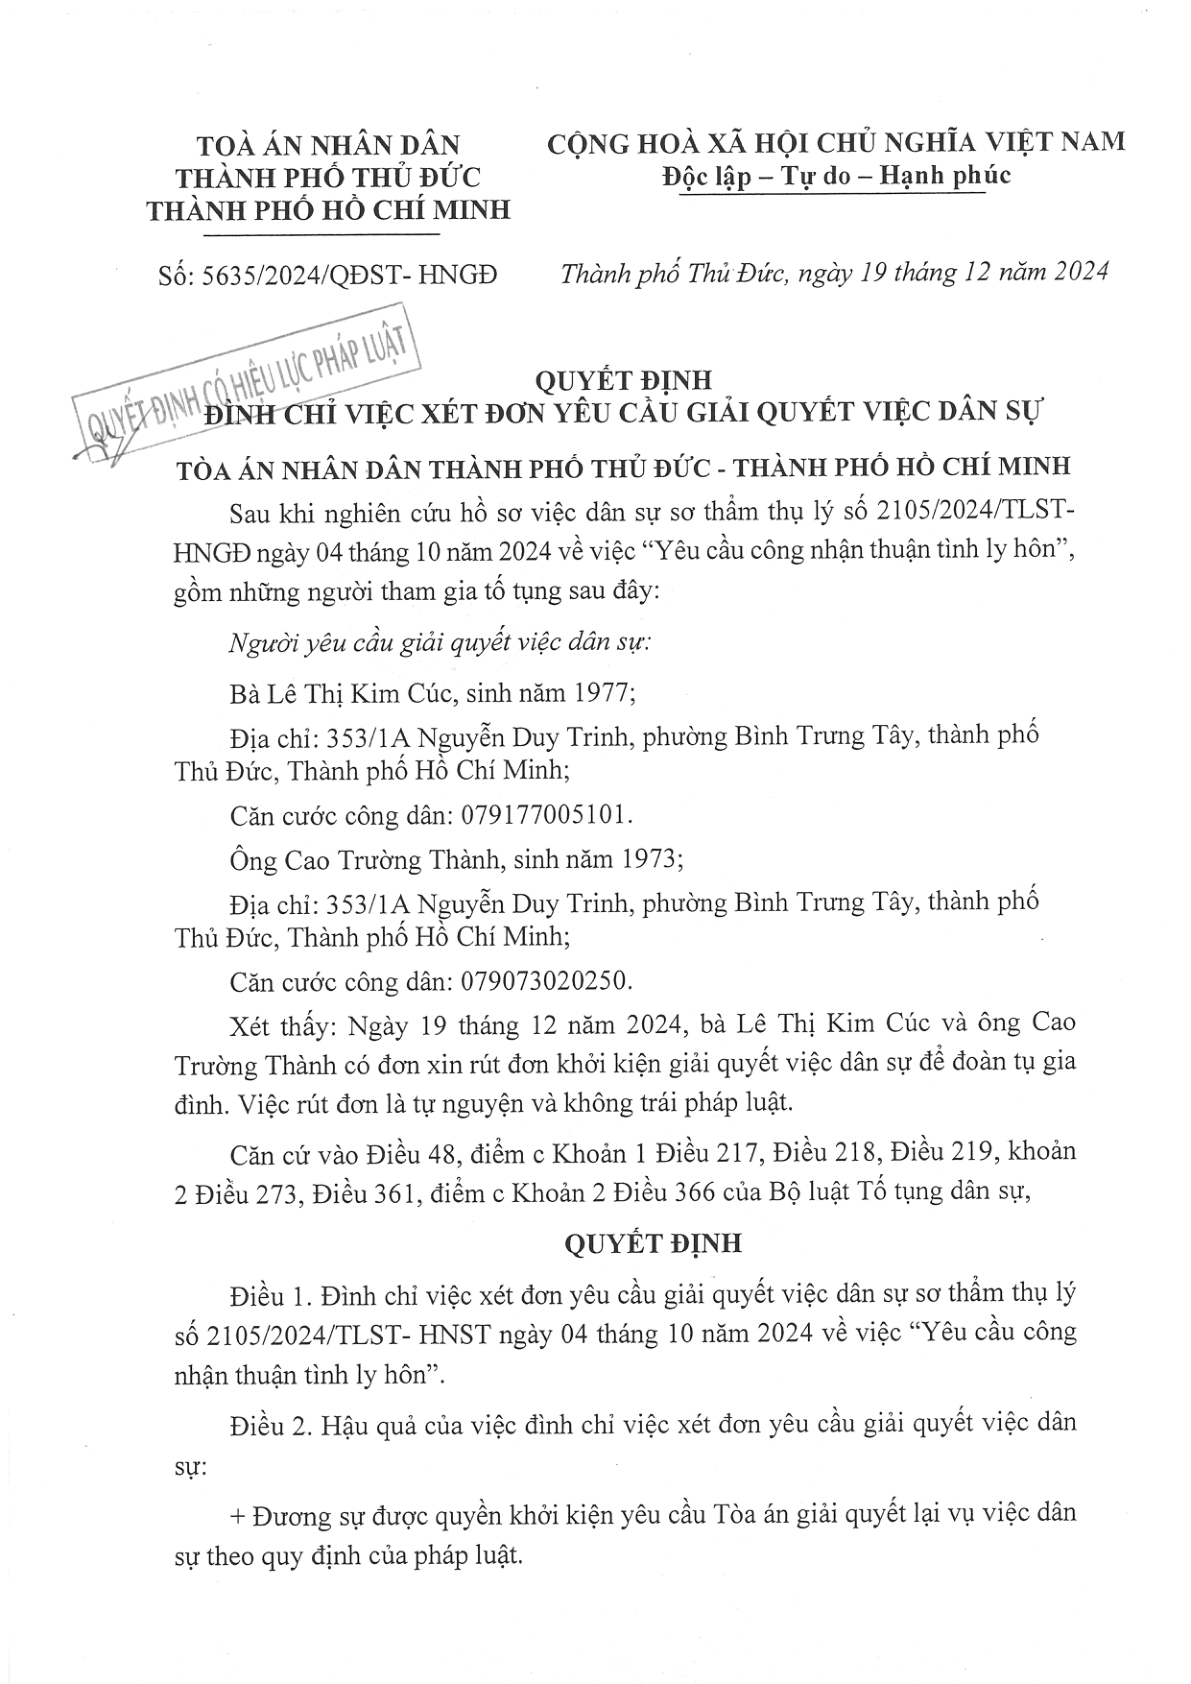 TOÀ ÁN NHÂN DÂN
THÀNH PHỐ THỦ ĐỨC
THÀNH PHỐ HỒ CHÍ MINH
CỘNG HOÀ XÃ HỘI CHỦ NGHĨA VIỆT NAM
Độc lập – Tự do – Hạnh phúc
Số: 5635/2024/QĐST- HNGĐ
Thành phố Thủ Đức, ngày 19 tháng 12 năm 2024
QUYẾT ĐỊNH CÓ HIỆU LỰC PHÁP LUẬT
QUYẾT ĐỊNH
ĐÌNH CHỈ VIỆC XÉT ĐƠN YÊU CẦU GIẢI QUYẾT VIỆC DÂN SỰ
TÒA ÁN NHÂN DÂN THÀNH PHỐ THỦ ĐỨC - THÀNH PHỐ HỒ CHÍ MINH
Sau khi nghiên cứu hồ sơ việc dân sự sơ thẩm thụ lý số 2105/2024/TLST-
HNGĐ ngày 04 tháng 10 năm 2024 về việc “Yêu cầu công nhận thuận tình ly hôn”,
gồm những người tham gia tố tụng sau đây:
Người yêu cầu giải quyết việc dân sự:
Bà Lê Thị Kim Cúc, sinh năm 1977;
Địa chỉ: 353/1A Nguyễn Duy Trinh, phường Bình Trưng Tây, thành phố
Thủ Đức, Thành phố Hồ Chí Minh;
Căn cước công dân: 079177005101.
Ông Cao Trường Thành, sinh năm 1973;
Địa chỉ: 353/1A Nguyễn Duy Trinh, phường Bình Trưng Tây, thành phố
Thủ Đức, Thành phố Hồ Chí Minh;
Căn cước công dân: 079073020250.
Xét thấy: Ngày 19 tháng 12 năm 2024, bà Lê Thị Kim Cúc và ông Cao
Trường Thành có đơn xin rút đơn khởi kiện giải quyết việc dân sự để đoàn tụ gia
đình. Việc rút đơn là tự nguyện và không trái pháp luật.
Căn cứ vào Điều 48, điểm c Khoản 1 Điều 217, Điều 218, Điều 219, khoản
2 Điều 273, Điều 361, điểm c Khoản 2 Điều 366 của Bộ luật Tố tụng dân sự,
QUYẾT ĐỊNH
Điều 1. Đình chỉ việc xét đơn yêu cầu giải quyết việc dân sự sơ thẩm thụ lý
số 2105/2024/TLST- HNST ngày 04 tháng 10 năm 2024 về việc “Yêu cầu công
nhận thuận tình ly hôn”.
Điều 2. Hậu quả của việc đình chỉ việc xét đơn yêu cầu giải quyết việc dân
sự:
+ Đương sự được quyền khởi kiện yêu cầu Tòa án giải quyết lại vụ việc dân
sự theo quy định của pháp luật.